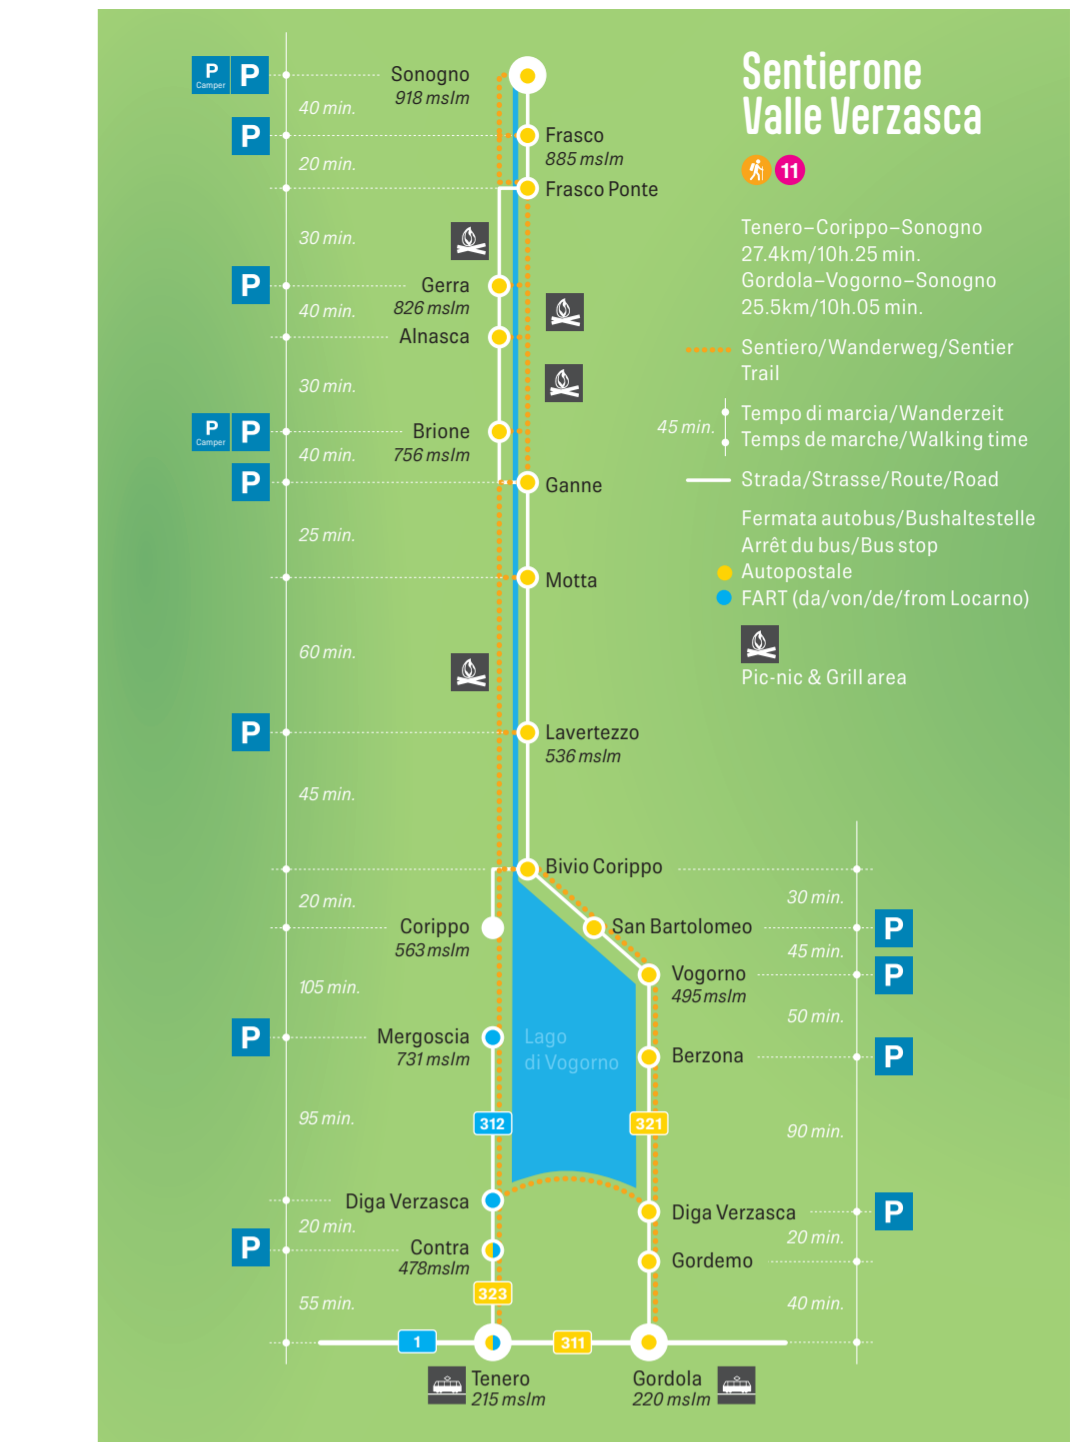 Sentierone
Valle Verzasca
11
Tenero–Corippo–Sonogno
27.4km/10h.25 min.
Gordola–Vogorno–Sonogno
25.5km/10h.05 min.
Sentiero/Wanderweg/Sentier
Trail
45 min.
Tempo di marcia/Wanderzeit
Temps de marche/Walking time
Strada/Strasse/Route/Road
Fermata autobus/Bushaltestelle
Arrêt du bus/Bus stop
Autopostale
FART (da/von/de/from Locarno)
Pic-nic & Grill area
P
Camper
P
Sonogno
918 mslm
40 min.
P
Frasco
885 mslm
20 min.
Frasco Ponte
30 min.
P
Gerra
826 mslm
40 min.
Alnasca
30 min.
P
Camper
P
Brione
756 mslm
40 min.
P
Ganne
25 min.
Motta
60 min.
P
Lavertezzo
536 mslm
45 min.
Bivio Corippo
20 min.
30 min.
Corippo
563 mslm
San Bartolomeo
P
45 min.
105 min.
Vogorno
495 mslm
P
50 min.
P
Mergoscia
731 mslm
Lago
di Vogorno
Berzona
P
95 min.
312
321
90 min.
Diga Verzasca
Diga Verzasca
P
20 min.
20 min.
P
Contra
478mslm
Gordemo
55 min.
323
40 min.
1
311
Tenero
215 mslm
Gordola
220 mslm